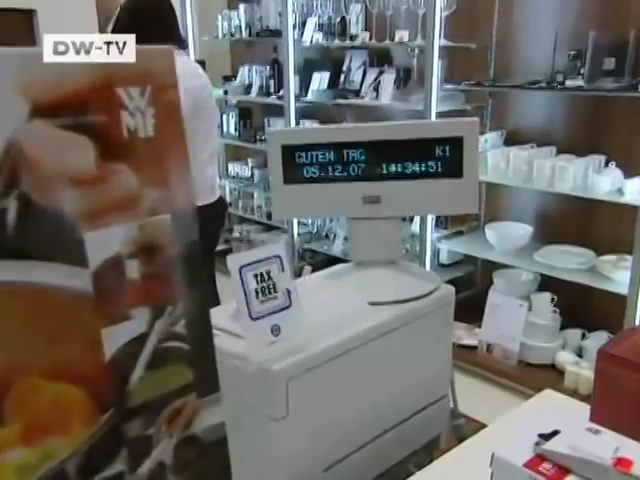 DW-TV
WMF
GUTEN TAG K1
05.12.07 14:34:51
TAX
FREE